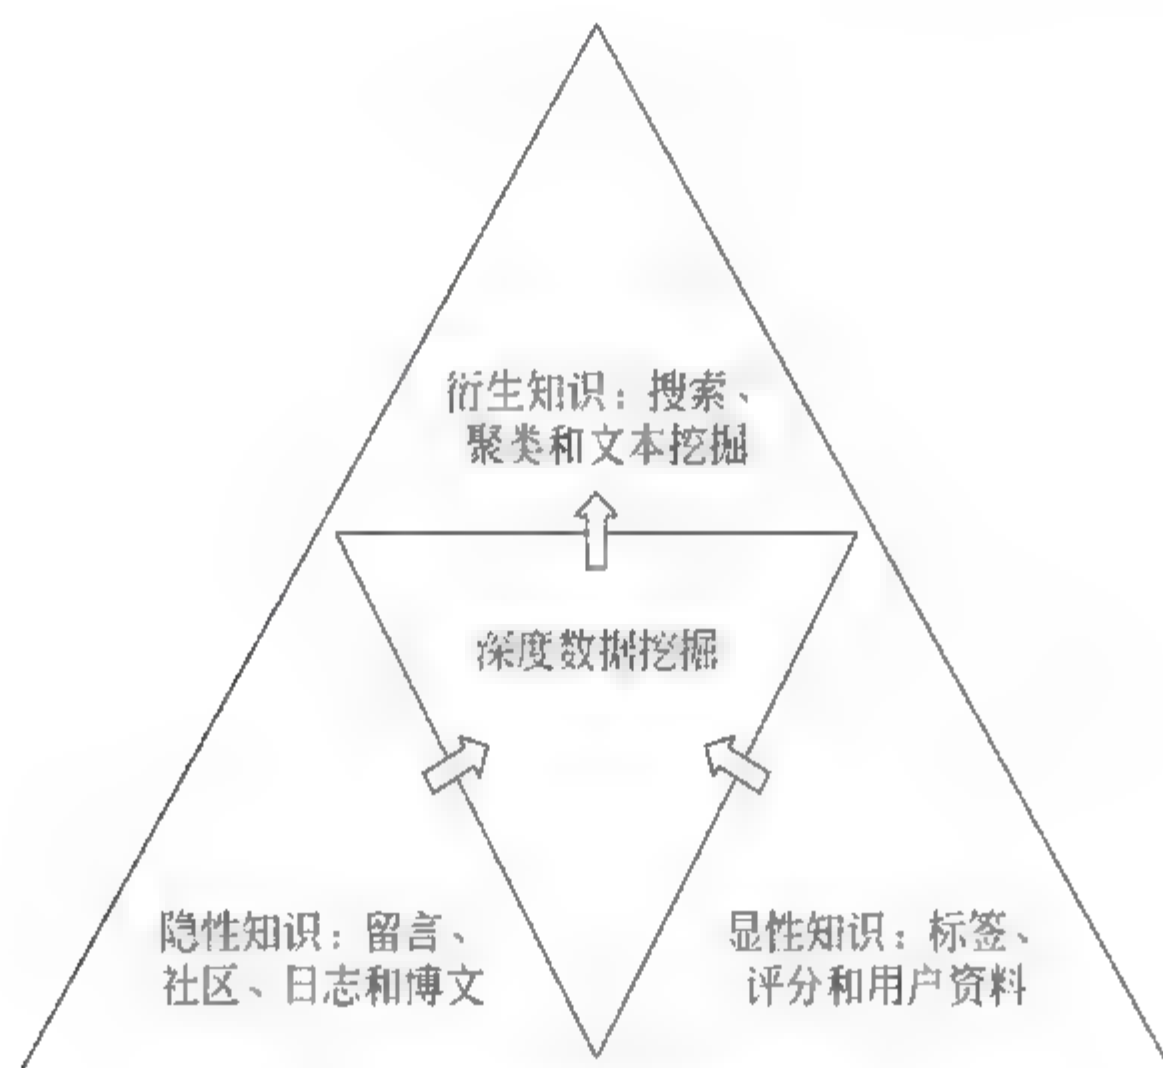 衍生知识：搜索、
聚类和文本挖掘
深度数据挖掘
隐性知识：留言、
社区、日志和博文
显性知识：标签、
评分和用户资料